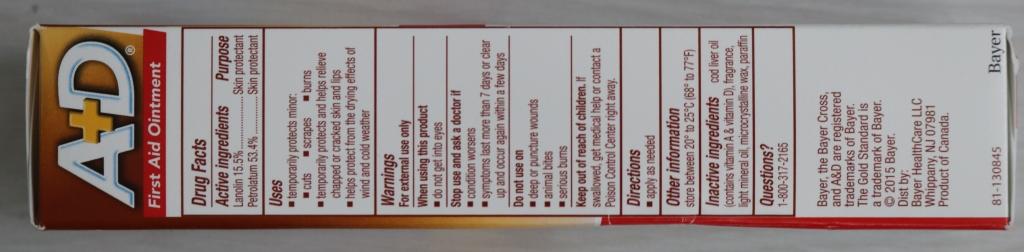 A+D®
First Aid Ointment
Drug Facts
Active ingredients Purpose
Lanolin 15.5% .................. Skin protectant
Petrolatum 53.4% ............ Skin protectant
Uses
■ temporarily protects minor:
■ cuts ■ scrapes ■ burns
■ temporarily protects and helps relieve
chapped or cracked skin and lips
■ helps protect from the drying effects of
wind and cold weather
Warnings
For external use only
When using this product
■ do not get into eyes
Stop use and ask a doctor if
■ condition worsens
■ symptoms last more than 7 days or clear
up and occur again within a few days
Do not use on
■ deep or puncture wounds
■ animal bites
■ serious burns
Keep out of reach of children. If
swallowed, get medical help or contact a
Poison Control Center right away.
Directions
■ apply as needed
Other information
store between 20° to 25°C (68° to 77°F)
Inactive ingredients cod liver oil
(contains vitamin A & vitamin D), fragrance,
light mineral oil, microcrystalline wax, paraffin
Questions?
1-800-317-2165
Bayer, the Bayer Cross,
and A&D are registered
trademarks of Bayer.
The Gold Standard is
a Trademark of Bayer.
© 2015 Bayer.
Dist by:
Bayer HealthCare LLC
Whippany, NJ 07981
Product of Canada.
81-130845
Bayer